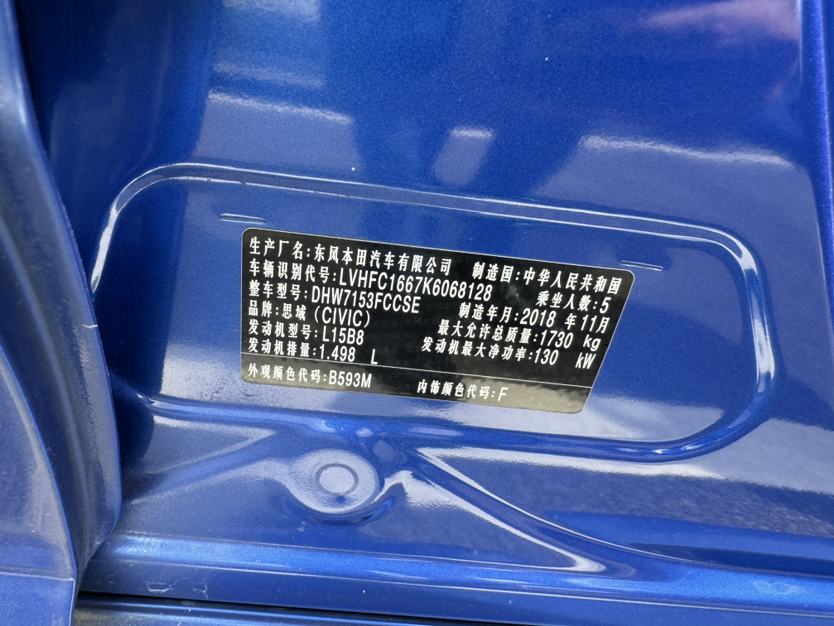 生产厂名:东风本田汽车有限公司 制造国:中华人民共和国
车辆识别代号:LVHFC1667K6068128 乘坐人数:5
整车型号:DHW7153FCCSE 制造年月:2018 年 11月
品牌:思域(CIVIC) 最大允许总质量:1730 kg
发动机型号:L15B8 发动机最大净功率:130 kW
发动机排量:1.498 L
外观颜色代码:B593M 内饰颜色代码:F